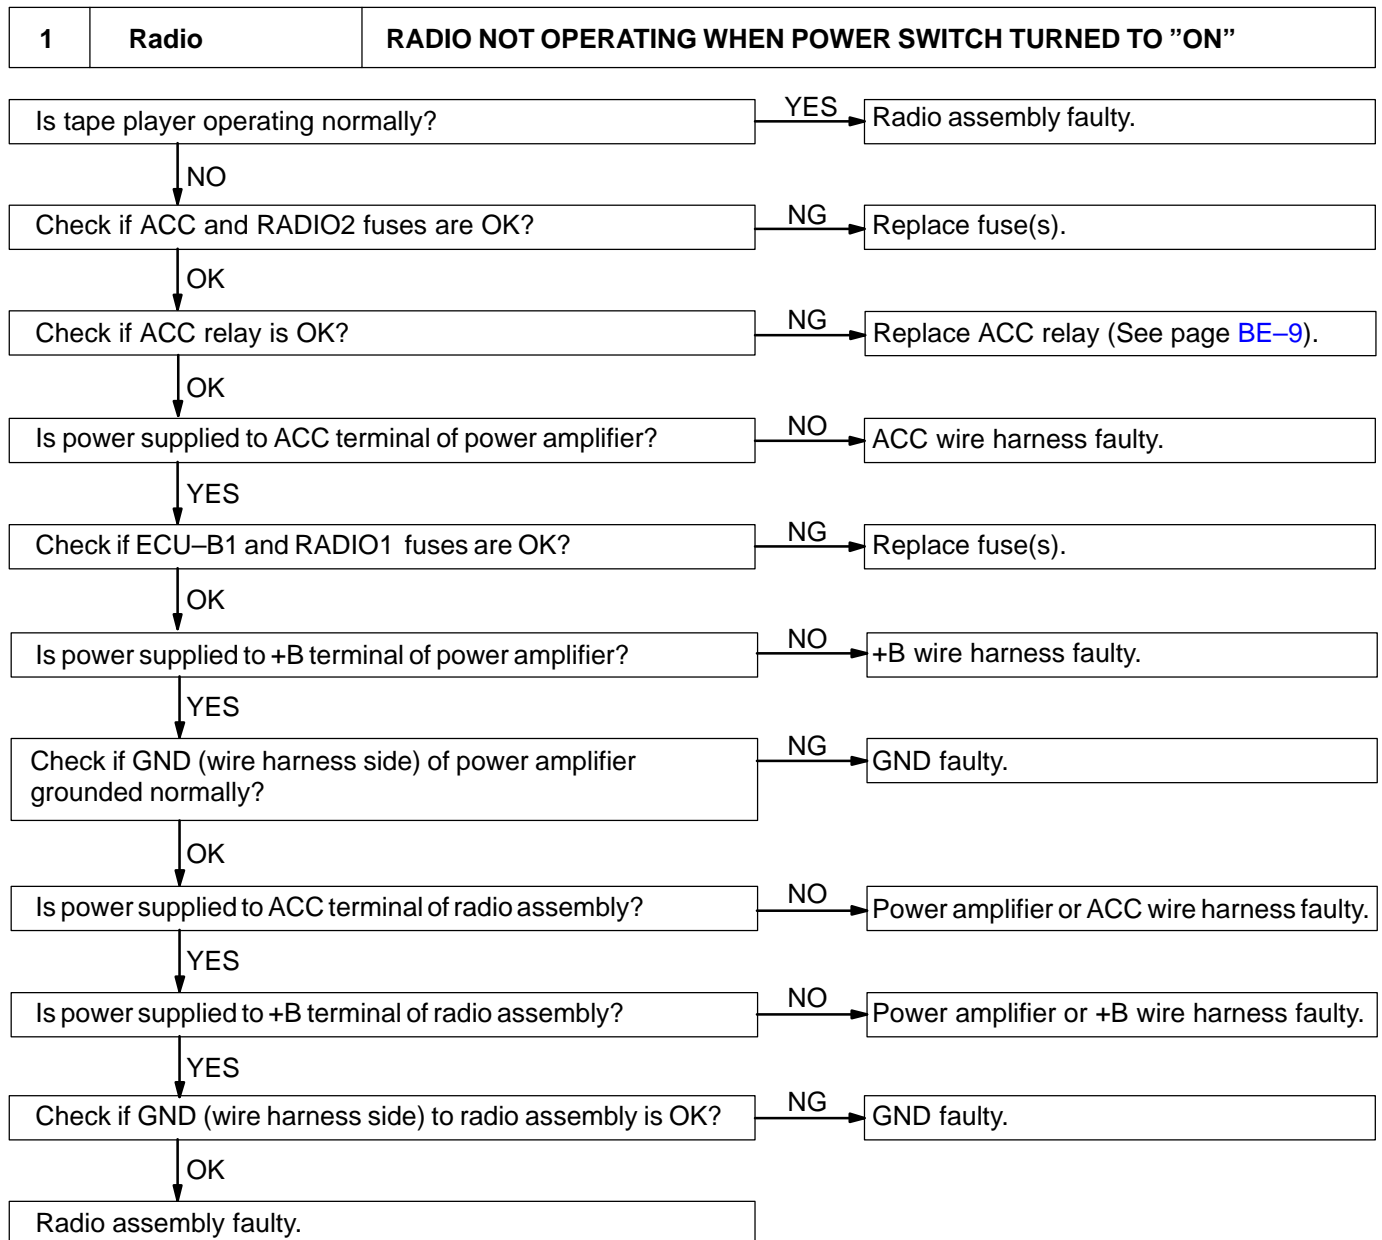 1 Radio RADIO NOT OPERATING WHEN POWER SWITCH TURNED TO ”ON”
Is tape player operating normally? YES Radio assembly faulty.
NO
Check if ACC and RADIO2 fuses are OK? NG Replace fuse(s).
OK
Check if ACC relay is OK? NG Replace ACC relay (See page BE–9).
OK
Is power supplied to ACC terminal of power amplifier? NO ACC wire harness faulty.
YES
Check if ECU–B1 and RADIO1 fuses are OK? NG Replace fuse(s).
OK
Is power supplied to +B terminal of power amplifier? NO +B wire harness faulty.
YES
Check if GND (wire harness side) of power amplifier NG GND faulty.
grounded normally?
OK
Is power supplied to ACC terminal of radio assembly? NO Power amplifier or ACC wire harness faulty.
YES
Is power supplied to +B terminal of radio assembly? NO Power amplifier or +B wire harness faulty.
YES
Check if GND (wire harness side) to radio assembly is OK? NG GND faulty.
OK
Radio assembly faulty.